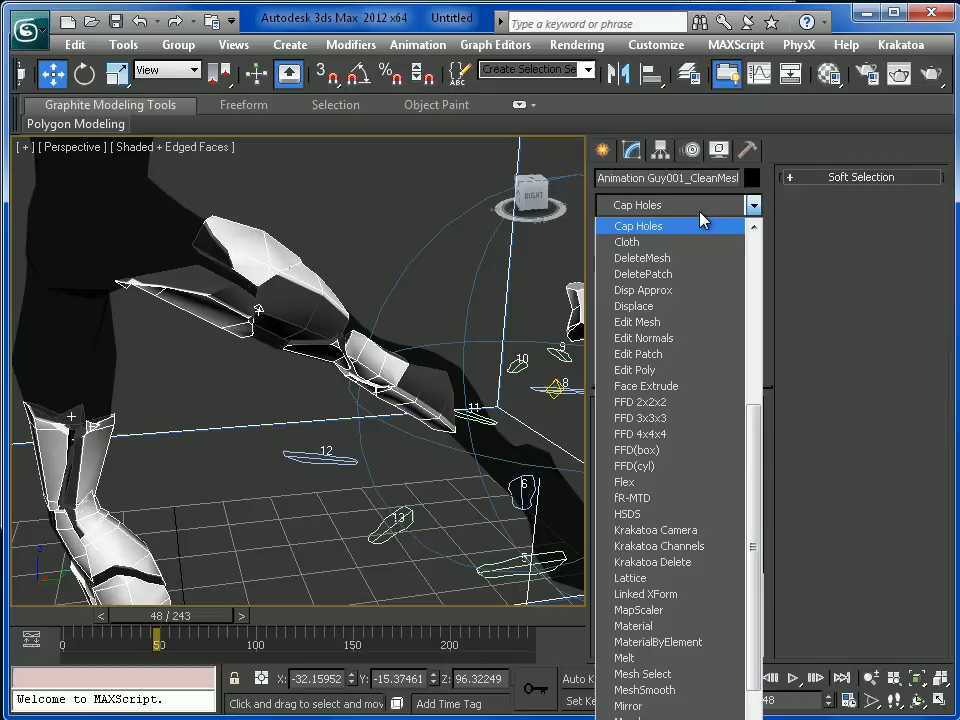 Autodesk 3ds Max 2012 x64 Untitled
Type a keyword or phrase
Edit Tools Group Views Create Modifiers Animation Graph Editors Rendering Customize MAXScript PhysX Help Krakatoa
View
3
ABC
Create Selection Se
Graphite Modeling Tools Freeform Selection Object Paint
Polygon Modeling
[ + ] [ Perspective ] [ Shaded + Edged Faces ]
RIGHT
Animation Guy001_CleanMesh
+ Soft Selection
Cap Holes
Cap Holes
Cloth
DeleteMesh
DeletePatch
Disp Approx
Displace
Edit Mesh
Edit Normals
Edit Patch
Edit Poly
Face Extrude
FFD 2x2x2
FFD 3x3x3
FFD 4x4x4
FFD(box)
FFD(cyl)
Flex
fR-MTD
HSDS
Krakatoa Camera
Krakatoa Channels
Krakatoa Delete
Lattice
Linked XForm
MapScaler
Material
MaterialByElement
Melt
Mesh Select
MeshSmooth
Mirror
9
10
8
11
12
6
13
5
z
< 48 / 243 >
0 50 100 150 200
X: -32.15952 Y: -15.37461 Z: 96.32249
Auto K
Welcome to MAXScript.
Click and drag to select and mov
Add Time Tag
Set Ke
48